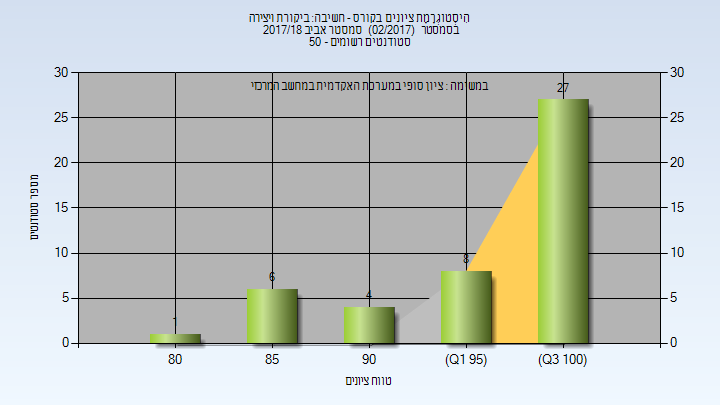 היסטוגרמת ציונים בקורס - חשיבה: ביקורת ויצירה
בסמסטר (02/2017) סמסטר אביב 2017/18
סטודנטים רשומים - 50
במשימה : ציון סופי במערכת האקדמית במחשב המרכזי
30 30
25 25
20 20
15 15
10 10
5 5
0 0
1
6
4
8
27
מספר סטודנטים
80 85 90 (Q1 95) (Q3 100)
טווח ציונים